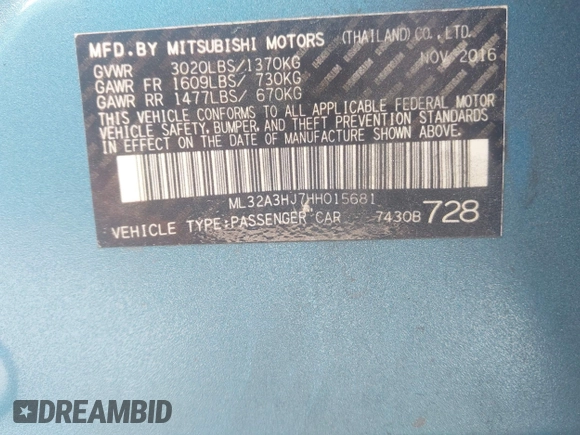 MFD. BY MITSUBISHI MOTORS (THAILAND) CO., LTD.
GVWR 3020LBS/1370KG NOV 2016
GAWR FR 1609LBS/ 730KG
GAWR RR 1477LBS/ 670KG
THIS VEHICLE CONFORMS TO ALL APPLICABLE FEDERAL MOTOR
VEHICLE SAFETY, BUMPER, AND THEFT PREVENTION STANDARDS
IN EFFECT ON THE DATE OF MANUFACTURE SHOWN ABOVE.
ML32A3HJ7HH015681
VEHICLE TYPE:PASSENGER CAR 74308 728
DREAMBID